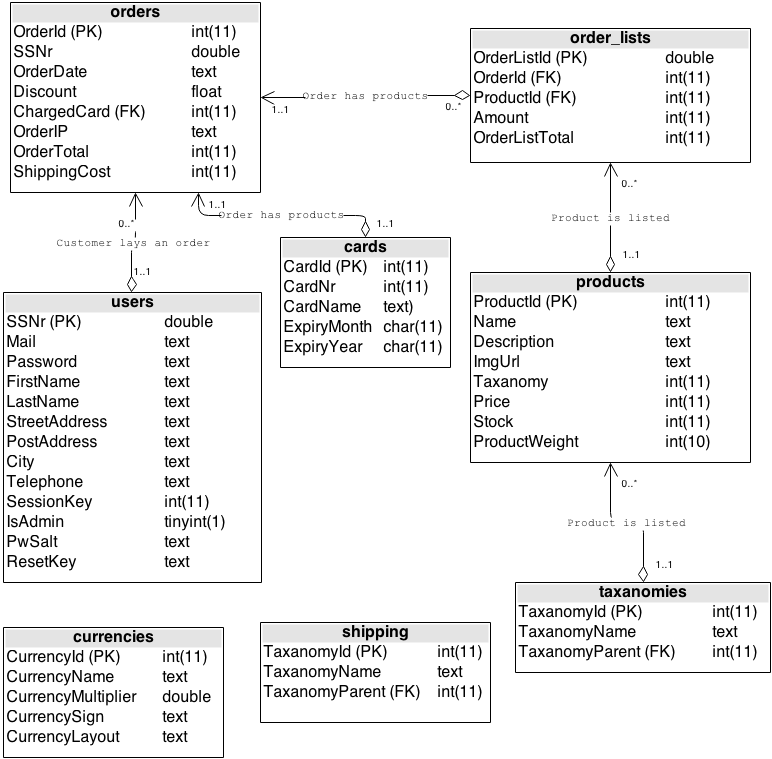 orders
OrderId (PK) int(11)
SSNr double
OrderDate text
Discount float
ChargedCard (FK) int(11)
OrderIP text
OrderTotal int(11)
ShippingCost int(11)
order_lists
OrderListId (PK) double
OrderId (FK) int(11)
ProductId (FK) int(11)
Amount int(11)
OrderListTotal int(11)
Order has products
1..1
0..*
0..*
Customer lays an order
1..1
1..1
Order has products
1..1
0..*
Product is listed
1..1
cards
CardId (PK) int(11)
CardNr int(11)
CardName text)
ExpiryMonth char(11)
ExpiryYear char(11)
users
SSNr (PK) double
Mail text
Password text
FirstName text
LastName text
StreetAddress text
PostAddress text
City text
Telephone text
SessionKey int(11)
IsAdmin tinyint(1)
PwSalt text
ResetKey text
products
ProductId (PK) int(11)
Name text
Description text
ImgUrl text
Taxanomy int(11)
Price int(11)
Stock int(11)
ProductWeight int(10)
0..*
Product is listed
1..1
taxanomies
TaxanomyId (PK) int(11)
TaxanomyName text
TaxanomyParent (FK) int(11)
currencies
CurrencyId (PK) int(11)
CurrencyName text
CurrencyMultiplier double
CurrencySign text
CurrencyLayout text
shipping
TaxanomyId (PK) int(11)
TaxanomyName text
TaxanomyParent (FK) int(11)